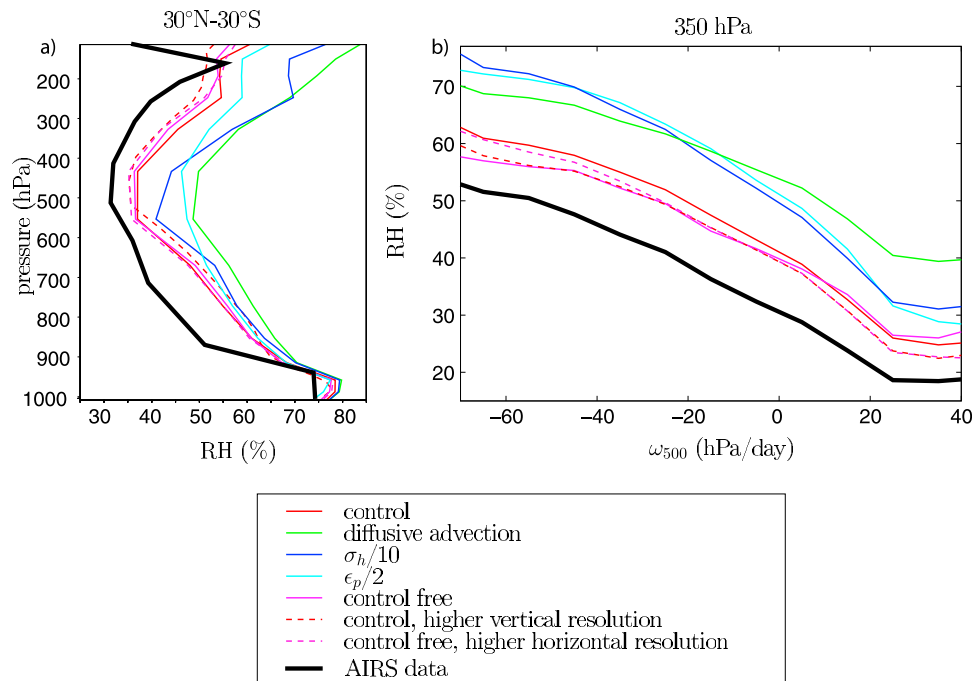 30°N-30°S
350 hPa
a)
200
300
400
500
600
700
800
900
1000
pressure (hPa)
30
40
50
60
70
80
RH (%)
b)
70
60
50
40
30
20
RH (%)
−60
−40
−20
0
20
40
ω500 (hPa/day)
control
diffusive advection
σh/10
ϵp/2
control free
control, higher vertical resolution
control free, higher horizontal resolution
AIRS data